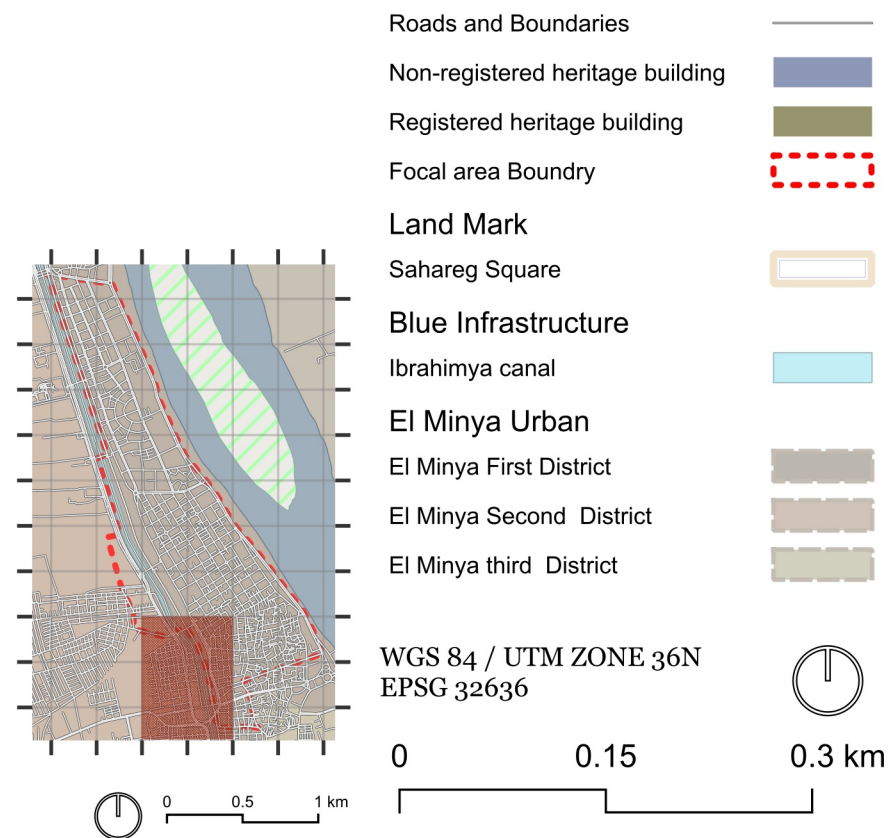 Roads and Boundaries
Non-registered heritage building
Registered heritage building
Focal area Boundry
Land Mark
Sahareg Square
Blue Infrastructure
Ibrahimya canal
El Minya Urban
El Minya First District
El Minya Second District
El Minya third District
WGS 84 / UTM ZONE 36N
EPSG 32636
0 0.15 0.3 km
0 0.5 1 km